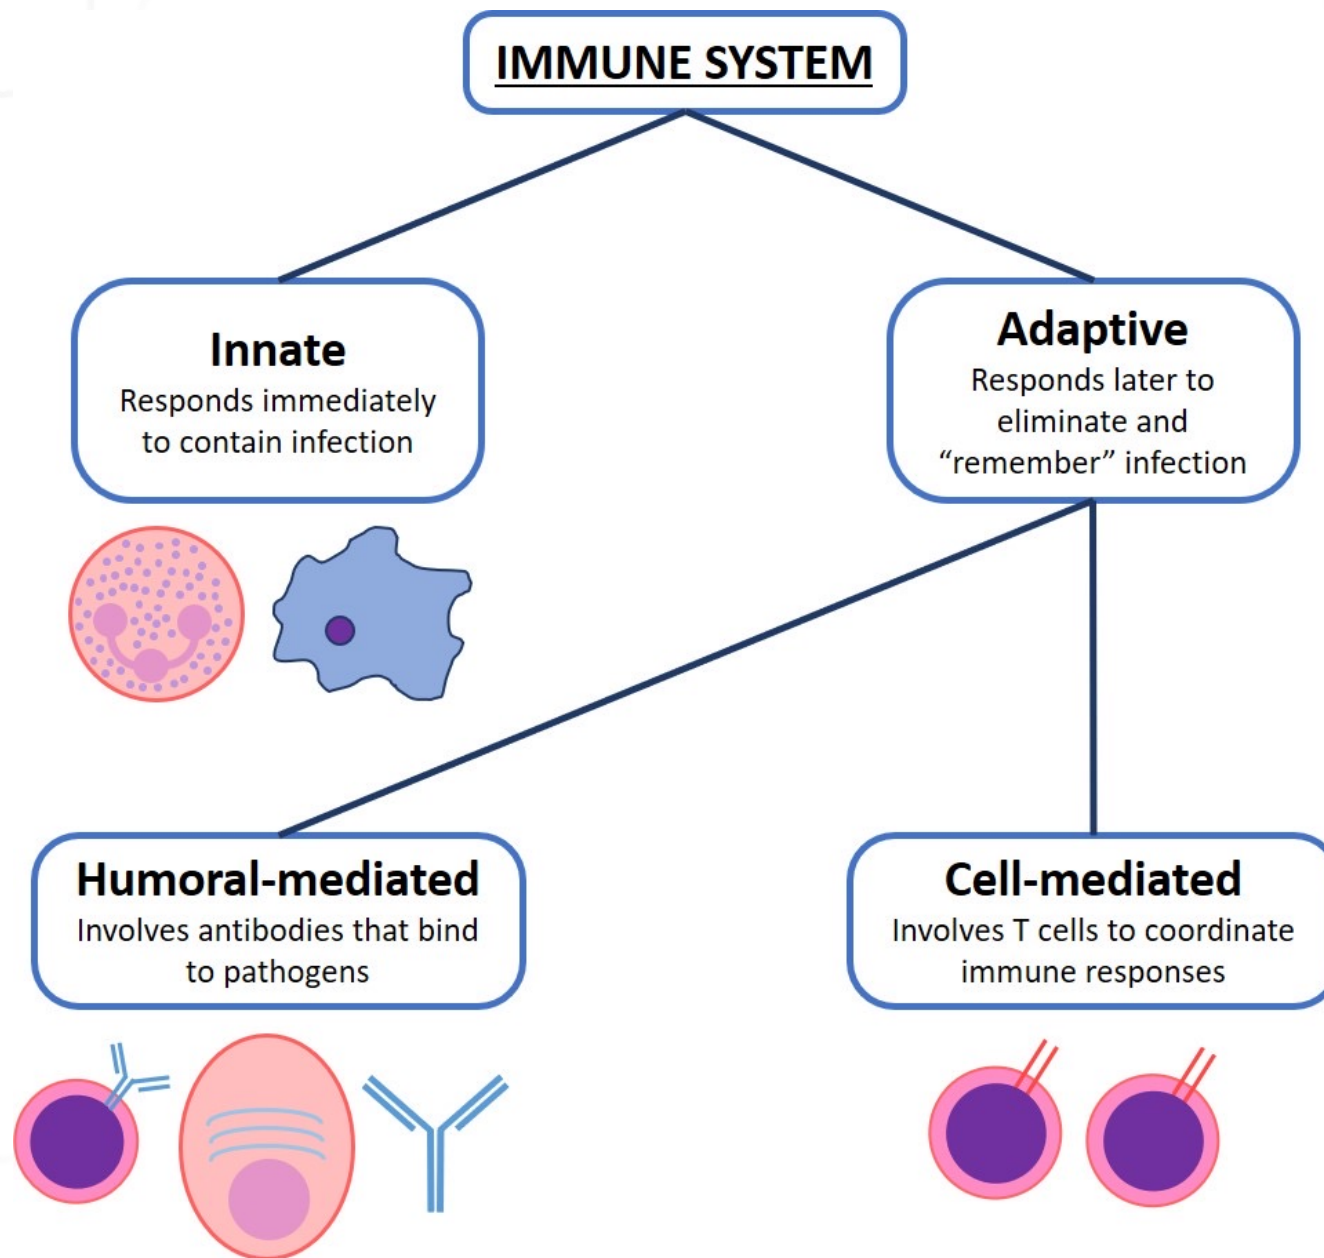 IMMUNE SYSTEM
Innate
Responds immediately
to contain infection
Adaptive
Responds later to
eliminate and
“remember” infection
Humoral-mediated
Involves antibodies that bind
to pathogens
Cell-mediated
Involves T cells to coordinate
immune responses